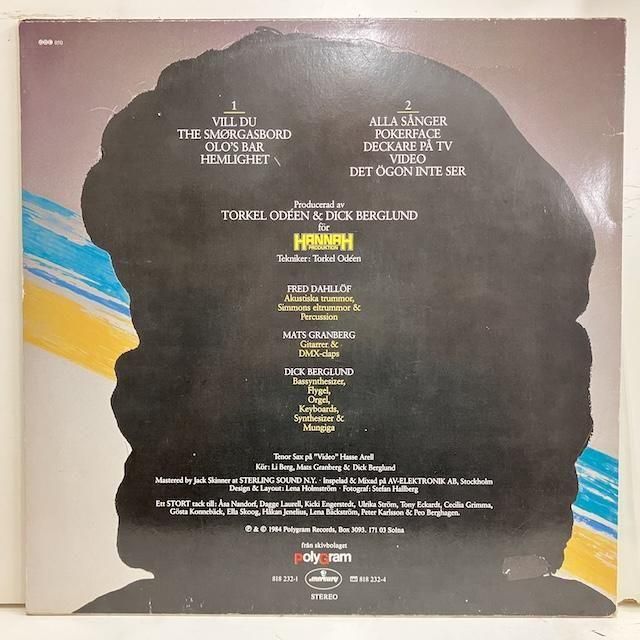 1
VILL DU
THE SMØRGASBORD
OLO'S BAR
HEMLIGHET
2
ALLA SÅNGER
POKERFACE
DECKARE PÅ TV
VIDEO
DET ÖGON INTE SER
Producerad av
TORKEL ODÉEN & DICK BERGLUND
för
HANNAH
PRODUKTION
Tekniker: Torkel Odéen
FRED DAHLLÖF
Akustiska trummor,
Simmons eltrummor &
Percussion
MATS GRANBERG
Gitarrer &
DMX-claps
DICK BERGLUND
Bassynthesizer,
Flygel,
Orgel,
Keyboards,
Synthesizer &
Mungiga
Tenor Sax på "Video" Hasse Arell
Kör: Li Berg, Mats Granberg & Dick Berglund
Mastered by Jack Skinner at STERLING SOUND N.Y. · Inspelad & Mixad på AV-ELEKTRONIK AB, Stockholm
Design & Layout: Lena Holmström · Fotograf: Stefan Hallberg
Ett STORT tack till: Åsa Nandorf, Dagge Laurell, Kicki Engerstedt, Ulrika Ström, Tony Eckardt, Cecilia Grimma,
Gösta Konnebäck, Ella Skoog, Håkan Jenelius, Lena Bäckström, Peter Karlsson & Peo Berghagen.
℗ & © 1984 Polygram Records, Box 3093. 171 03 Solna
från skivbolaget
polyGram
818 232-1
mercury
818 232-4
STEREO